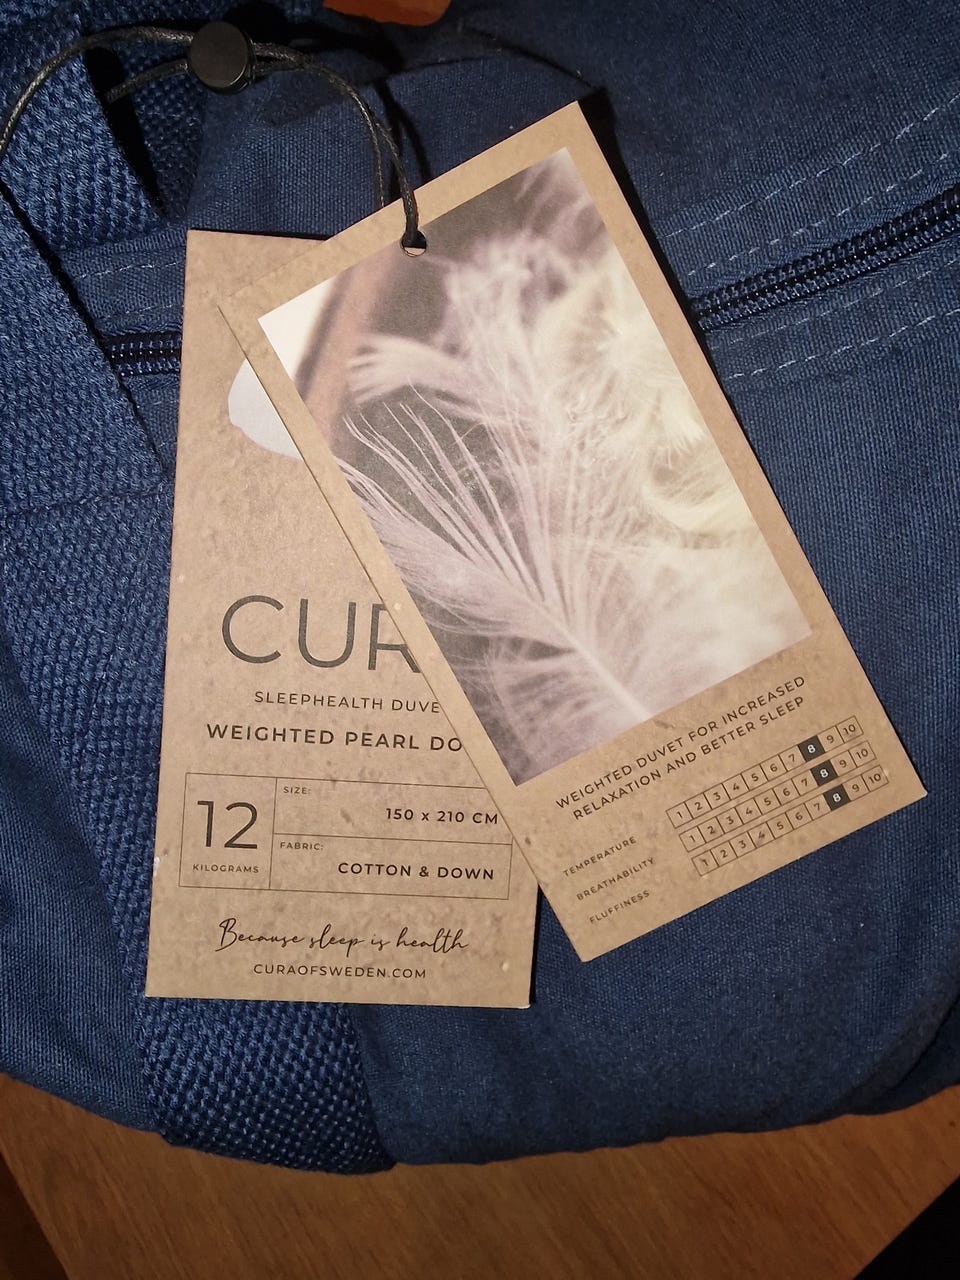 CUR
SLEEPHEALTH DUVE
WEIGHTED PEARL DO
12
KILOGRAMS
SIZE:
150 x 210 CM
FABRIC:
COTTON & DOWN
Because sleep is health
CURAOFSWEDEN.COM
WEIGHTED DUVET FOR INCREASED
RELAXATION AND BETTER SLEEP
TEMPERATURE 1 2 3 4 5 6 7 8 9 10
BREATHABILITY 1 2 3 4 5 6 7 8 9 10
FLUFFINESS 1 2 3 4 5 6 7 8 9 10